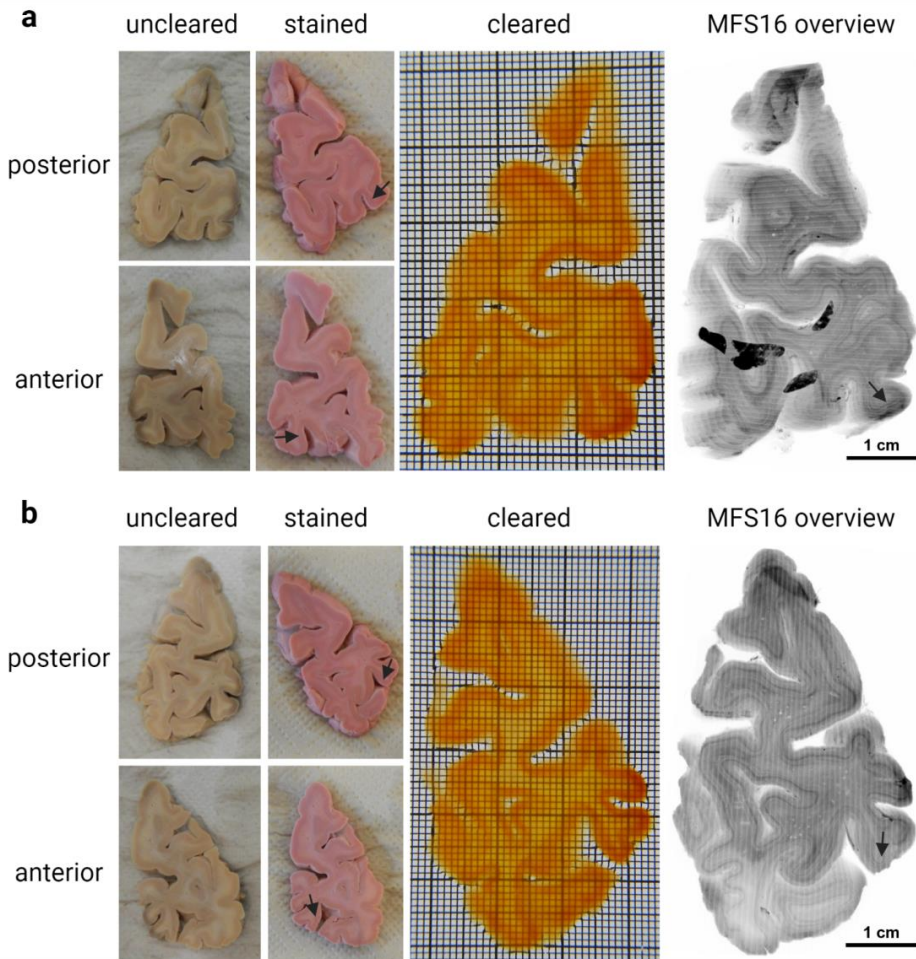 a
uncleared stained cleared MFS16 overview
posterior
anterior
1 cm
b
uncleared stained cleared MFS16 overview
posterior
anterior
1 cm